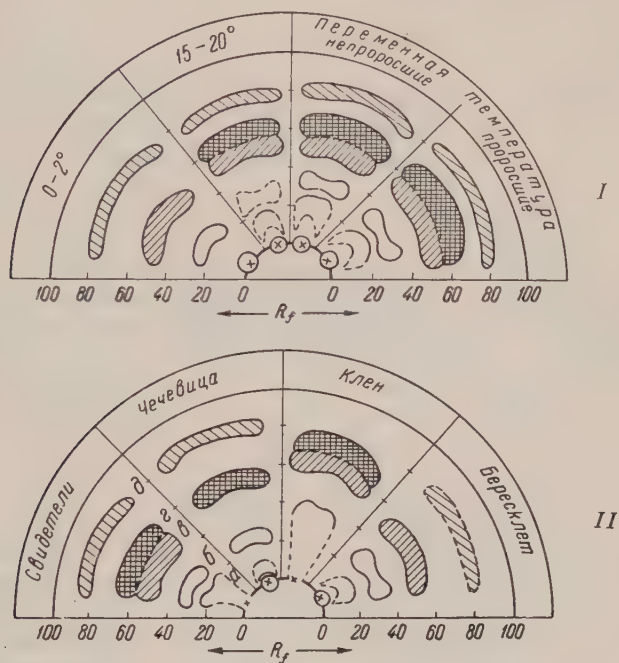 0–2°
15–20°
Переменная температура
непроросшие
проросшие
I
100 80 60 40 20 0 0 20 40 60 80 100
R_f
Свидетели
Чечевица
Клен
Бересклет
д
г
в
б
а
II
100 80 60 40 20 0 0 20 40 60 80 100
R_f